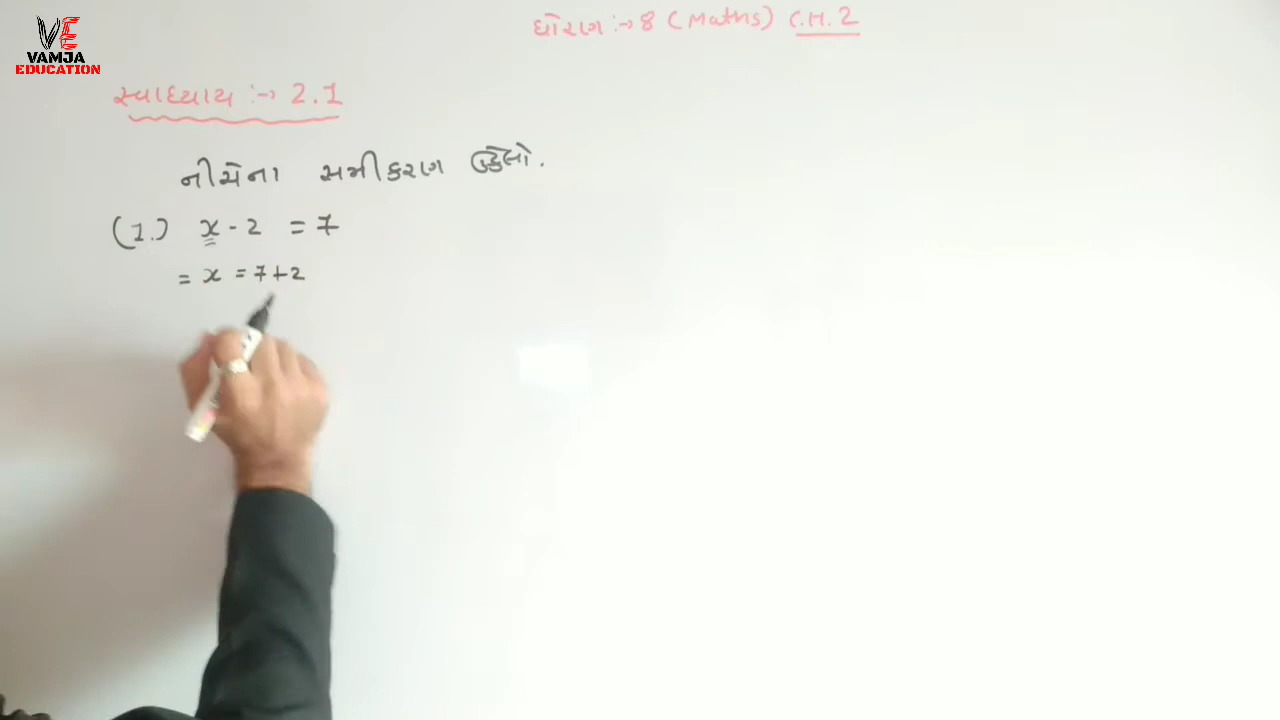 VE
VAMJA
EDUCATION
ધોરણ :→ 8 (Maths) C.H. 2
સ્વાધ્યાય :→ 2.1
નીચેના સમીકરણ ઉકેલો.
(1.) x - 2 = 7
= x = 7+2